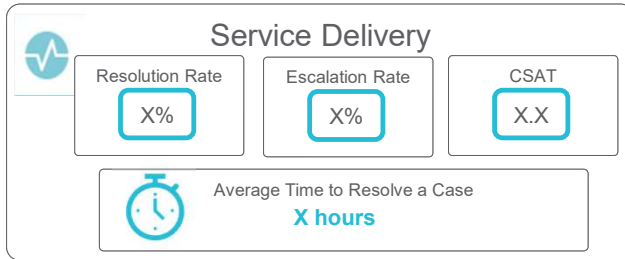 Service Delivery
Resolution Rate
X%
Escalation Rate
X%
CSAT
X.X
Average Time to Resolve a Case
X hours